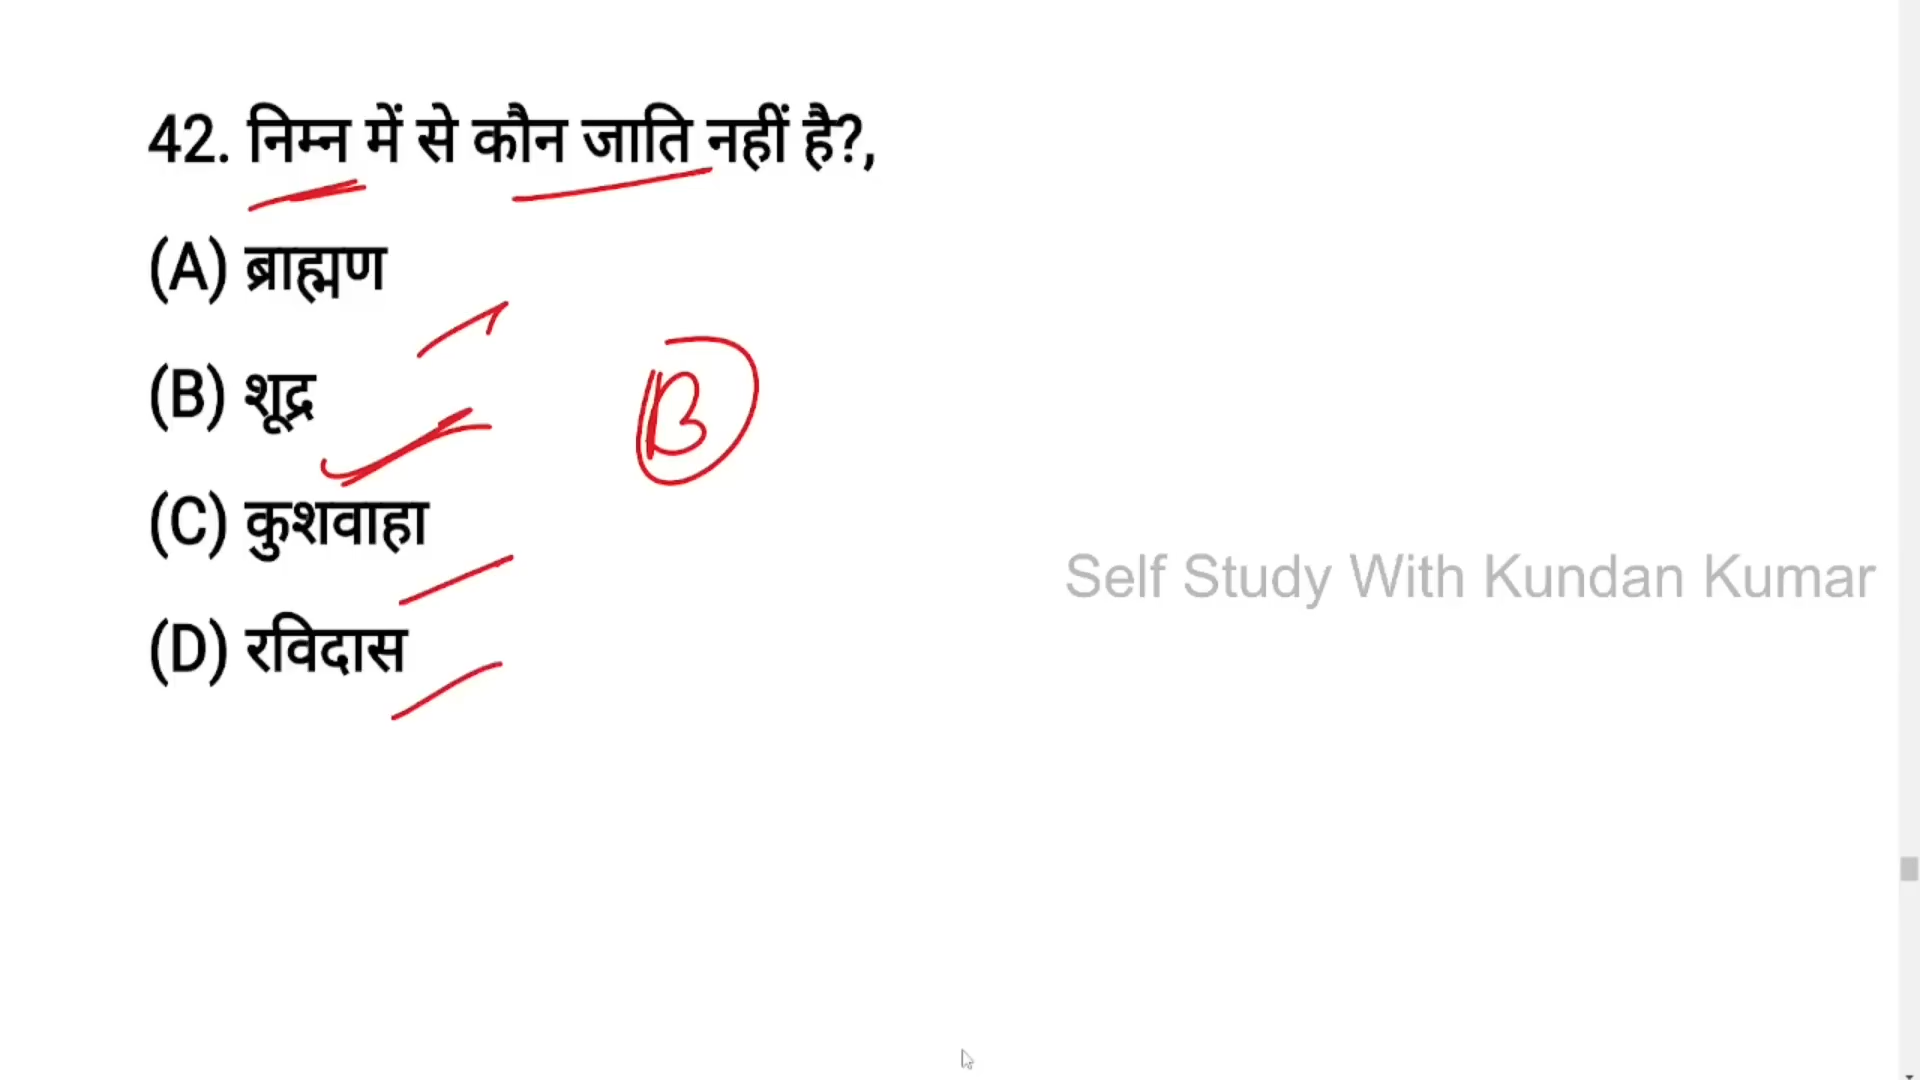 42. निम्न में से कौन जाति नहीं है?,
(A) ब्राह्मण
(B) शूद्र
B
(C) कुशवाहा
Self Study With Kundan Kumar
(D) रविदास